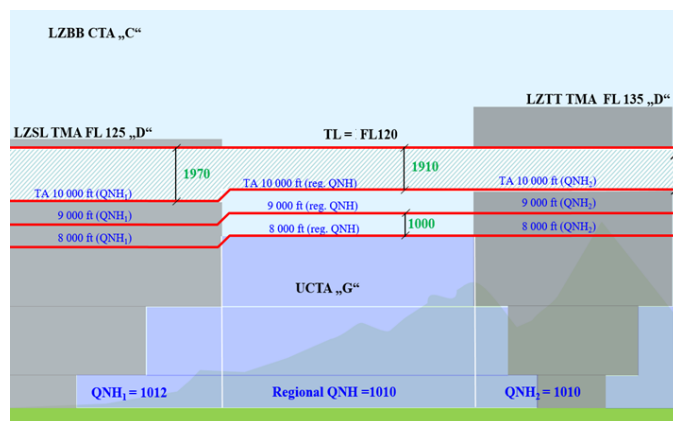 LZBB CTA „C“
LZTT TMA FL 135 „D“
LZSL TMA FL 125 „D“
TL = FL120
1970
1910
TA 10 000 ft (QNH₁)
TA 10 000 ft (reg. QNH)
TA 10 000 ft (QNH₂)
9 000 ft (QNH₁)
9 000 ft (reg. QNH)
9 000 ft (QNH₂)
1000
8 000 ft (QNH₁)
8 000 ft (reg. QNH)
8 000 ft (QNH₂)
UCTA „G“
QNH₁ = 1012
Regional QNH =1010
QNH₂ = 1010